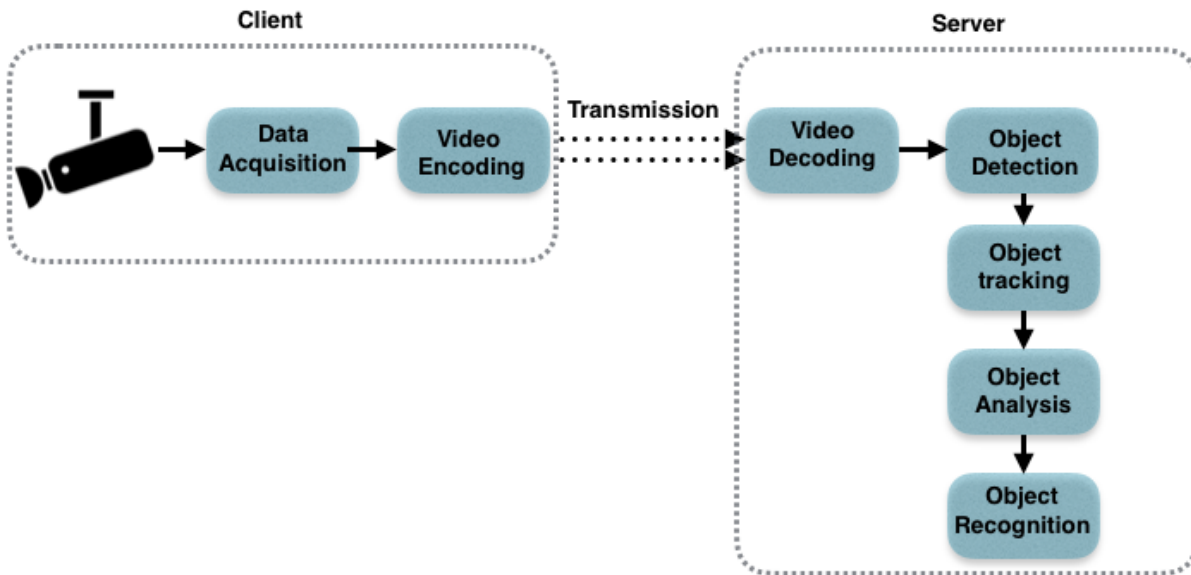 Client
Server
Data
Acquisition
Video
Encoding
Transmission
Video
Decoding
Object
Detection
Object
tracking
Object
Analysis
Object
Recognition